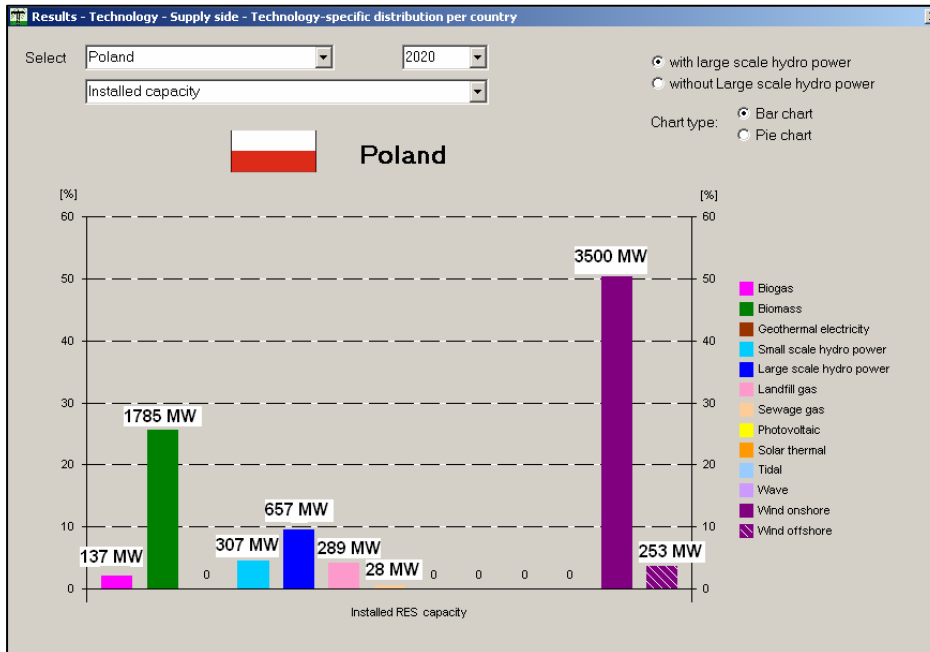 Results - Technology - Supply side - Technology-specific distribution per country
Select Poland 2020
Installed capacity
with large scale hydro power
without Large scale hydro power
Chart type: Bar chart
Pie chart
Poland
[%] [%]
60 60
3500 MW
50 50
40 40
30 30
1785 MW
20 20
657 MW
10 10
307 MW 289 MW
137 MW 28 MW 253 MW
0 0 0 0 0 0 0
Installed RES capacity
Biogas
Biomass
Geothermal electricity
Small scale hydro power
Large scale hydro power
Landfill gas
Sewage gas
Photovoltaic
Solar thermal
Tidal
Wave
Wind onshore
Wind offshore